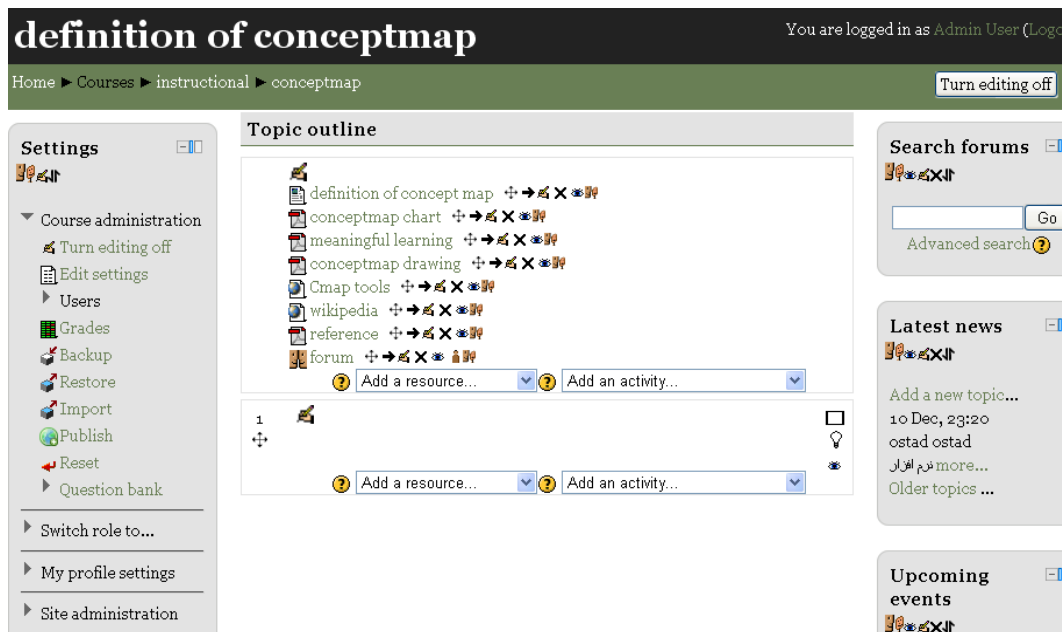 definition of conceptmap
You are logged in as Admin User (Logo
Home ► Courses ► instructional ► conceptmap
Turn editing off
Settings
Course administration
Turn editing off
Edit settings
Users
Grades
Backup
Restore
Import
Publish
Reset
Question bank
Switch role to...
My profile settings
Site administration
Topic outline
definition of concept map
conceptmap chart
meaningful learning
conceptmap drawing
Cmap tools
wikipedia
reference
forum
Add a resource... Add an activity...
1
Add a resource... Add an activity...
Search forums
Go
Advanced search
Latest news
Add a new topic...
10 Dec, 23:20
ostad ostad
نرم افزار more...
Older topics ...
Upcoming
events